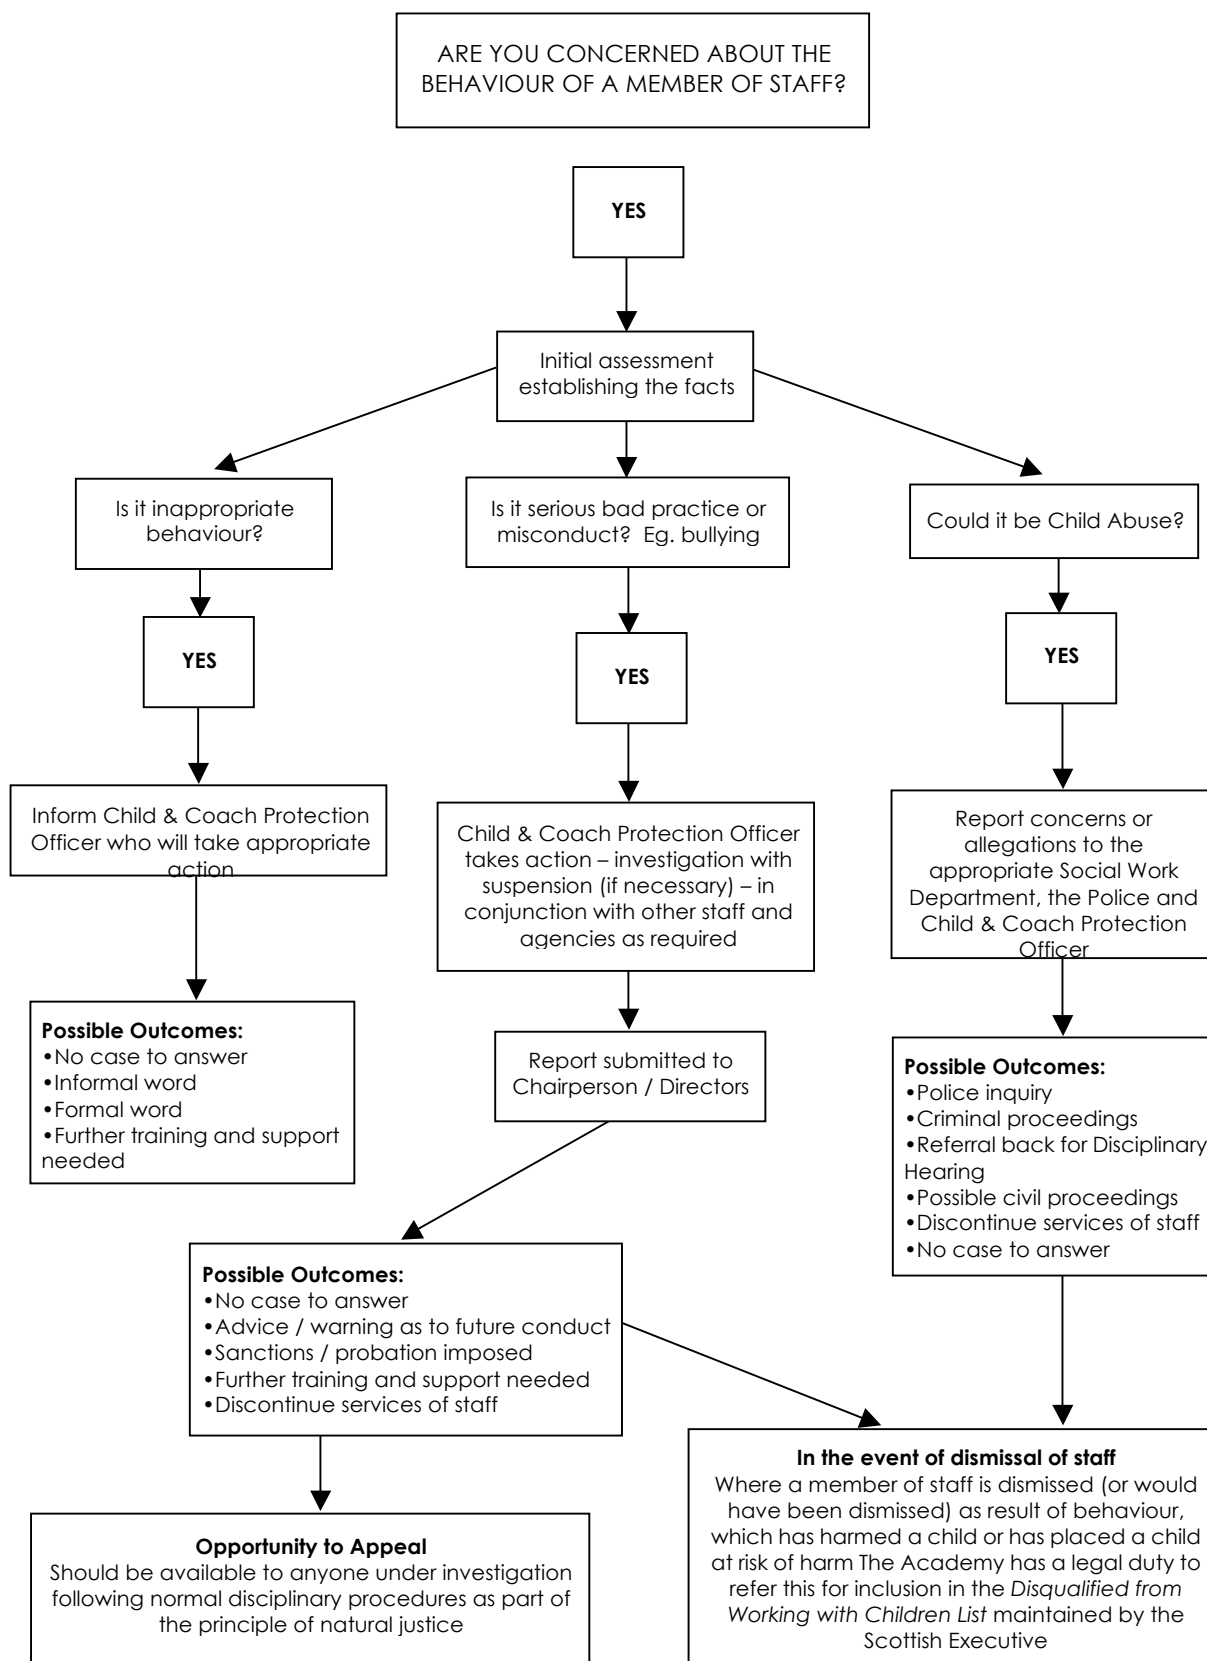 ARE YOU CONCERNED ABOUT THE
BEHAVIOUR OF A MEMBER OF STAFF?
YES
Initial assessment
establishing the facts
Is it inappropriate
behaviour?
Is it serious bad practice or
misconduct?  Eg. bullying
Could it be Child Abuse?
YES
YES
YES
Inform Child & Coach Protection
Officer who will take appropriate
action
Child & Coach Protection Officer
takes action – investigation with
suspension (if necessary) – in
conjunction with other staff and
agencies as required
Report concerns or
allegations to the
appropriate Social Work
Department, the Police and
Child & Coach Protection
Officer
Possible Outcomes:
•No case to answer
•Informal word
•Formal word
•Further training and support
needed
Report submitted to
Chairperson / Directors
Possible Outcomes:
•Police inquiry
•Criminal proceedings
•Referral back for Disciplinary
Hearing
•Possible civil proceedings
•Discontinue services of staff
•No case to answer
Possible Outcomes:
•No case to answer
•Advice / warning as to future conduct
•Sanctions / probation imposed
•Further training and support needed
•Discontinue services of staff
Opportunity to Appeal
Should be available to anyone under investigation
following normal disciplinary procedures as part of
the principle of natural justice
In the event of dismissal of staff
Where a member of staff is dismissed (or would
have been dismissed) as result of behaviour,
which has harmed a child or has placed a child
at risk of harm The Academy has a legal duty to
refer this for inclusion in the Disqualified from
Working with Children List maintained by the
Scottish Executive